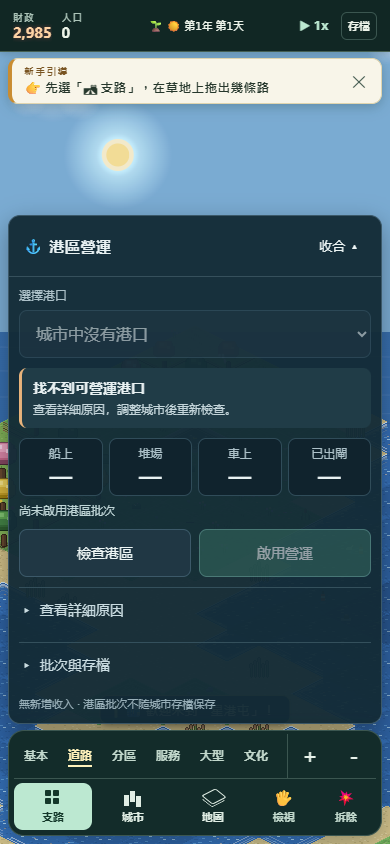 財政 人口
2,985 0
第1年 第1天
1x
存檔
新手引導
先選「支路」，在草地上拖出幾條路
港區營運
收合
選擇港口
城市中沒有港口
找不到可營運港口
查看詳細原因，調整城市後重新檢查。
船上 堆場 車上 已出閘
— — — —
尚未啟用港區批次
檢查港區 啟用營運
查看詳細原因
批次與存檔
無新增收入 · 港區批次不隨城市存檔保存
基本 道路 分區 服務 大型 文化 + -
支路 城市 地圖 檢視 拆除